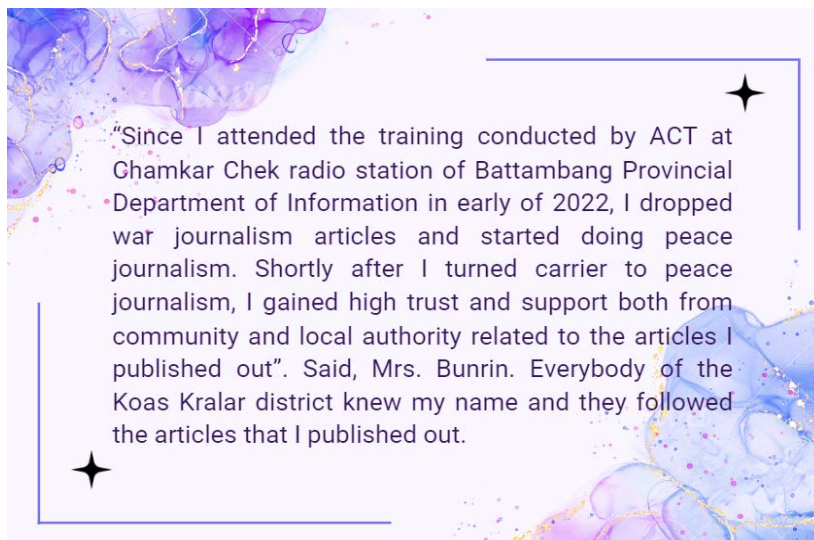 Canva
“Since I attended the training conducted by ACT at
Chamkar Chek radio station of Battambang Provincial
Department of Information in early of 2022, I dropped
war journalism articles and started doing peace
journalism. Shortly after I turned carrier to peace
journalism, I gained high trust and support both from
community and local authority related to the articles I
published out”. Said, Mrs. Bunrin. Everybody of the
Koas Kralar district knew my name and they followed
the articles that I published out.